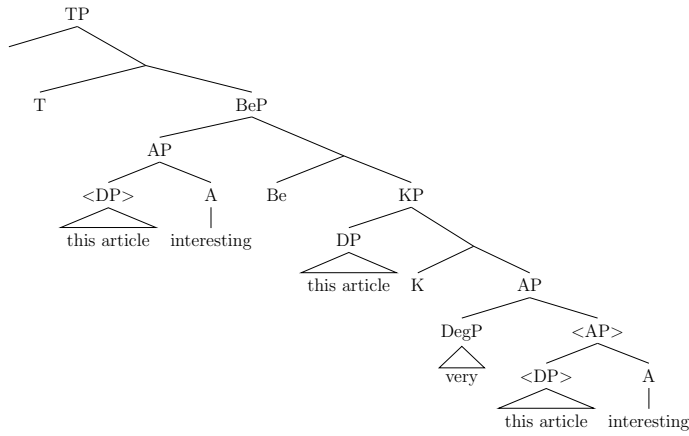 TP
T
BeP
AP
<DP>
A
Be
KP
this article
interesting
DP
this article
K
AP
DegP
<AP>
very
<DP>
A
this article
interesting